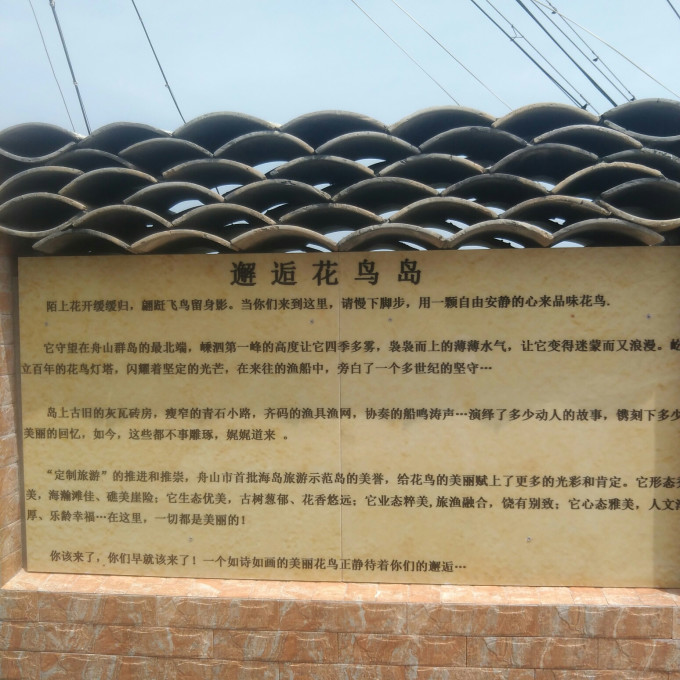 邂逅花鸟岛
陌上花开缓缓归，翩跹飞鸟留身影。当你们来到这里，请慢下脚步，用一颗自由安静的心来品味花鸟.
它守望在舟山群岛的最北端，嵊泗第一峰的高度让它四季多雾，袅袅而上的薄薄水气，让它变得迷蒙而又浪漫。屹
立百年的花鸟灯塔，闪耀着坚定的光芒，在来往的渔船中，旁白了一个多世纪的坚守…
岛上古旧的灰瓦砖房，瘦窄的青石小路，齐码的渔具渔网，协奏的船鸣涛声…演绎了多少动人的故事，镌刻下多少
美丽的回忆，如今，这些都不事雕琢，娓娓道来 。
“定制旅游”的推进和推崇，舟山市首批海岛旅游示范岛的美誉，给花鸟的美丽赋上了更多的光彩和肯定。它形态
美，海瀚滩佳、礁美崖险；它生态优美，古树葱郁、花香悠远；它业态粹美,旅渔融合，饶有别致；它心态雅美，人文
厚、乐龄幸福…在这里，一切都是美丽的！
你该来了，你们早就该来了！一个如诗如画的美丽花鸟正静待着你们的邂逅…